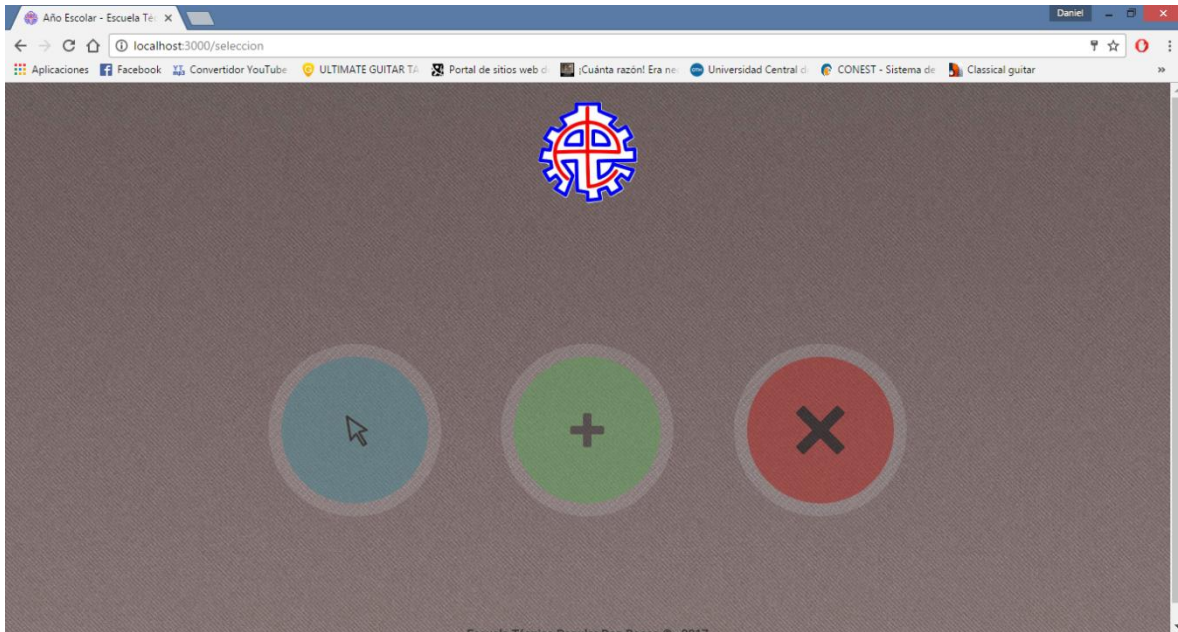 Año Escolar - Escuela Té
Daniel
localhost:3000/seleccion
Aplicaciones Facebook Convertidor YouTube ULTIMATE GUITAR TA Portal de sitios web d ¡Cuánta razón! Era ne Universidad Central d CONEST - Sistema de Classical guitar »